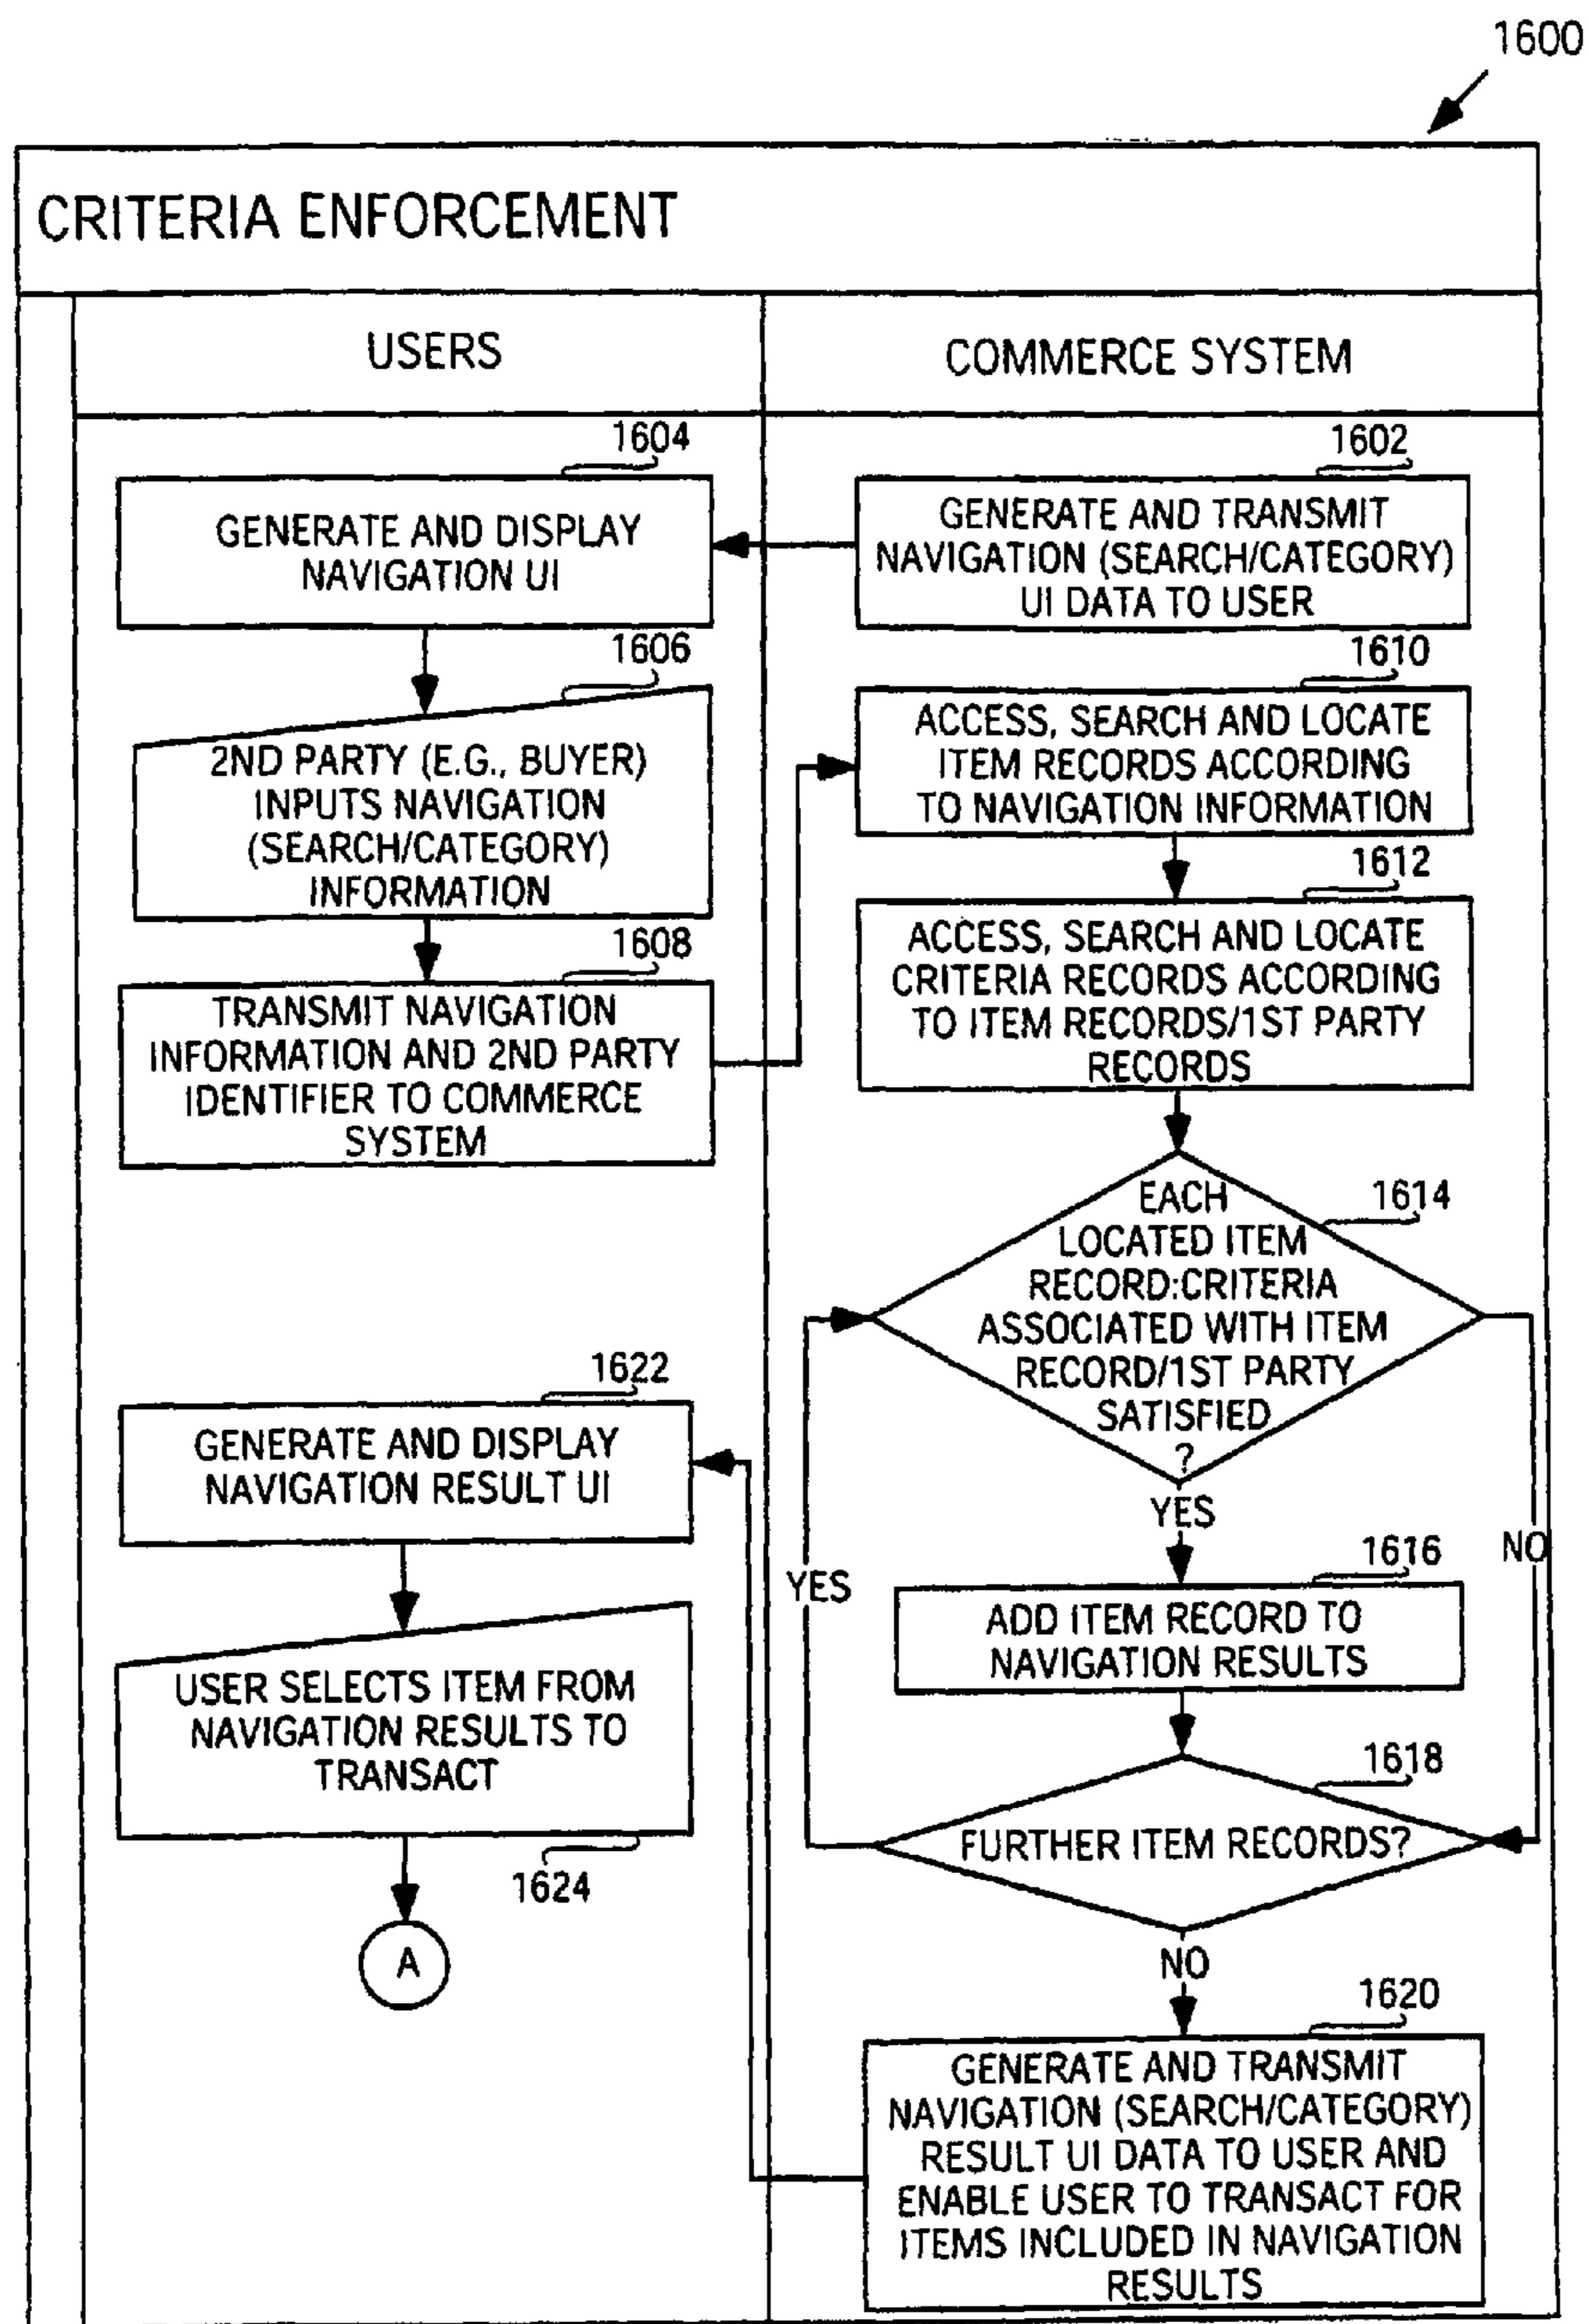 1600
CRITERIA ENFORCEMENT
USERS
COMMERCE SYSTEM
1604
GENERATE AND DISPLAY
NAVIGATION UI
1602
GENERATE AND TRANSMIT
NAVIGATION (SEARCH/CATEGORY)
UI DATA TO USER
1606
2ND PARTY (E.G., BUYER)
INPUTS NAVIGATION
(SEARCH/CATEGORY)
INFORMATION
1608
TRANSMIT NAVIGATION
INFORMATION AND 2ND PARTY
IDENTIFIER TO COMMERCE
SYSTEM
1610
ACCESS, SEARCH AND LOCATE
ITEM RECORDS ACCORDING
TO NAVIGATION INFORMATION
1612
ACCESS, SEARCH AND LOCATE
CRITERIA RECORDS ACCORDING
TO ITEM RECORDS/1ST PARTY
RECORDS
1614
EACH
LOCATED ITEM
RECORD:CRITERIA
ASSOCIATED WITH ITEM
RECORD/1ST PARTY
SATISFIED
?
YES
NO
1616
ADD ITEM RECORD TO
NAVIGATION RESULTS
YES
1618
FURTHER ITEM RECORDS?
NO
1620
GENERATE AND TRANSMIT
NAVIGATION (SEARCH/CATEGORY)
RESULT UI DATA TO USER AND
ENABLE USER TO TRANSACT FOR
ITEMS INCLUDED IN NAVIGATION
RESULTS
1622
GENERATE AND DISPLAY
NAVIGATION RESULT UI
USER SELECTS ITEM FROM
NAVIGATION RESULTS TO
TRANSACT
1624
A